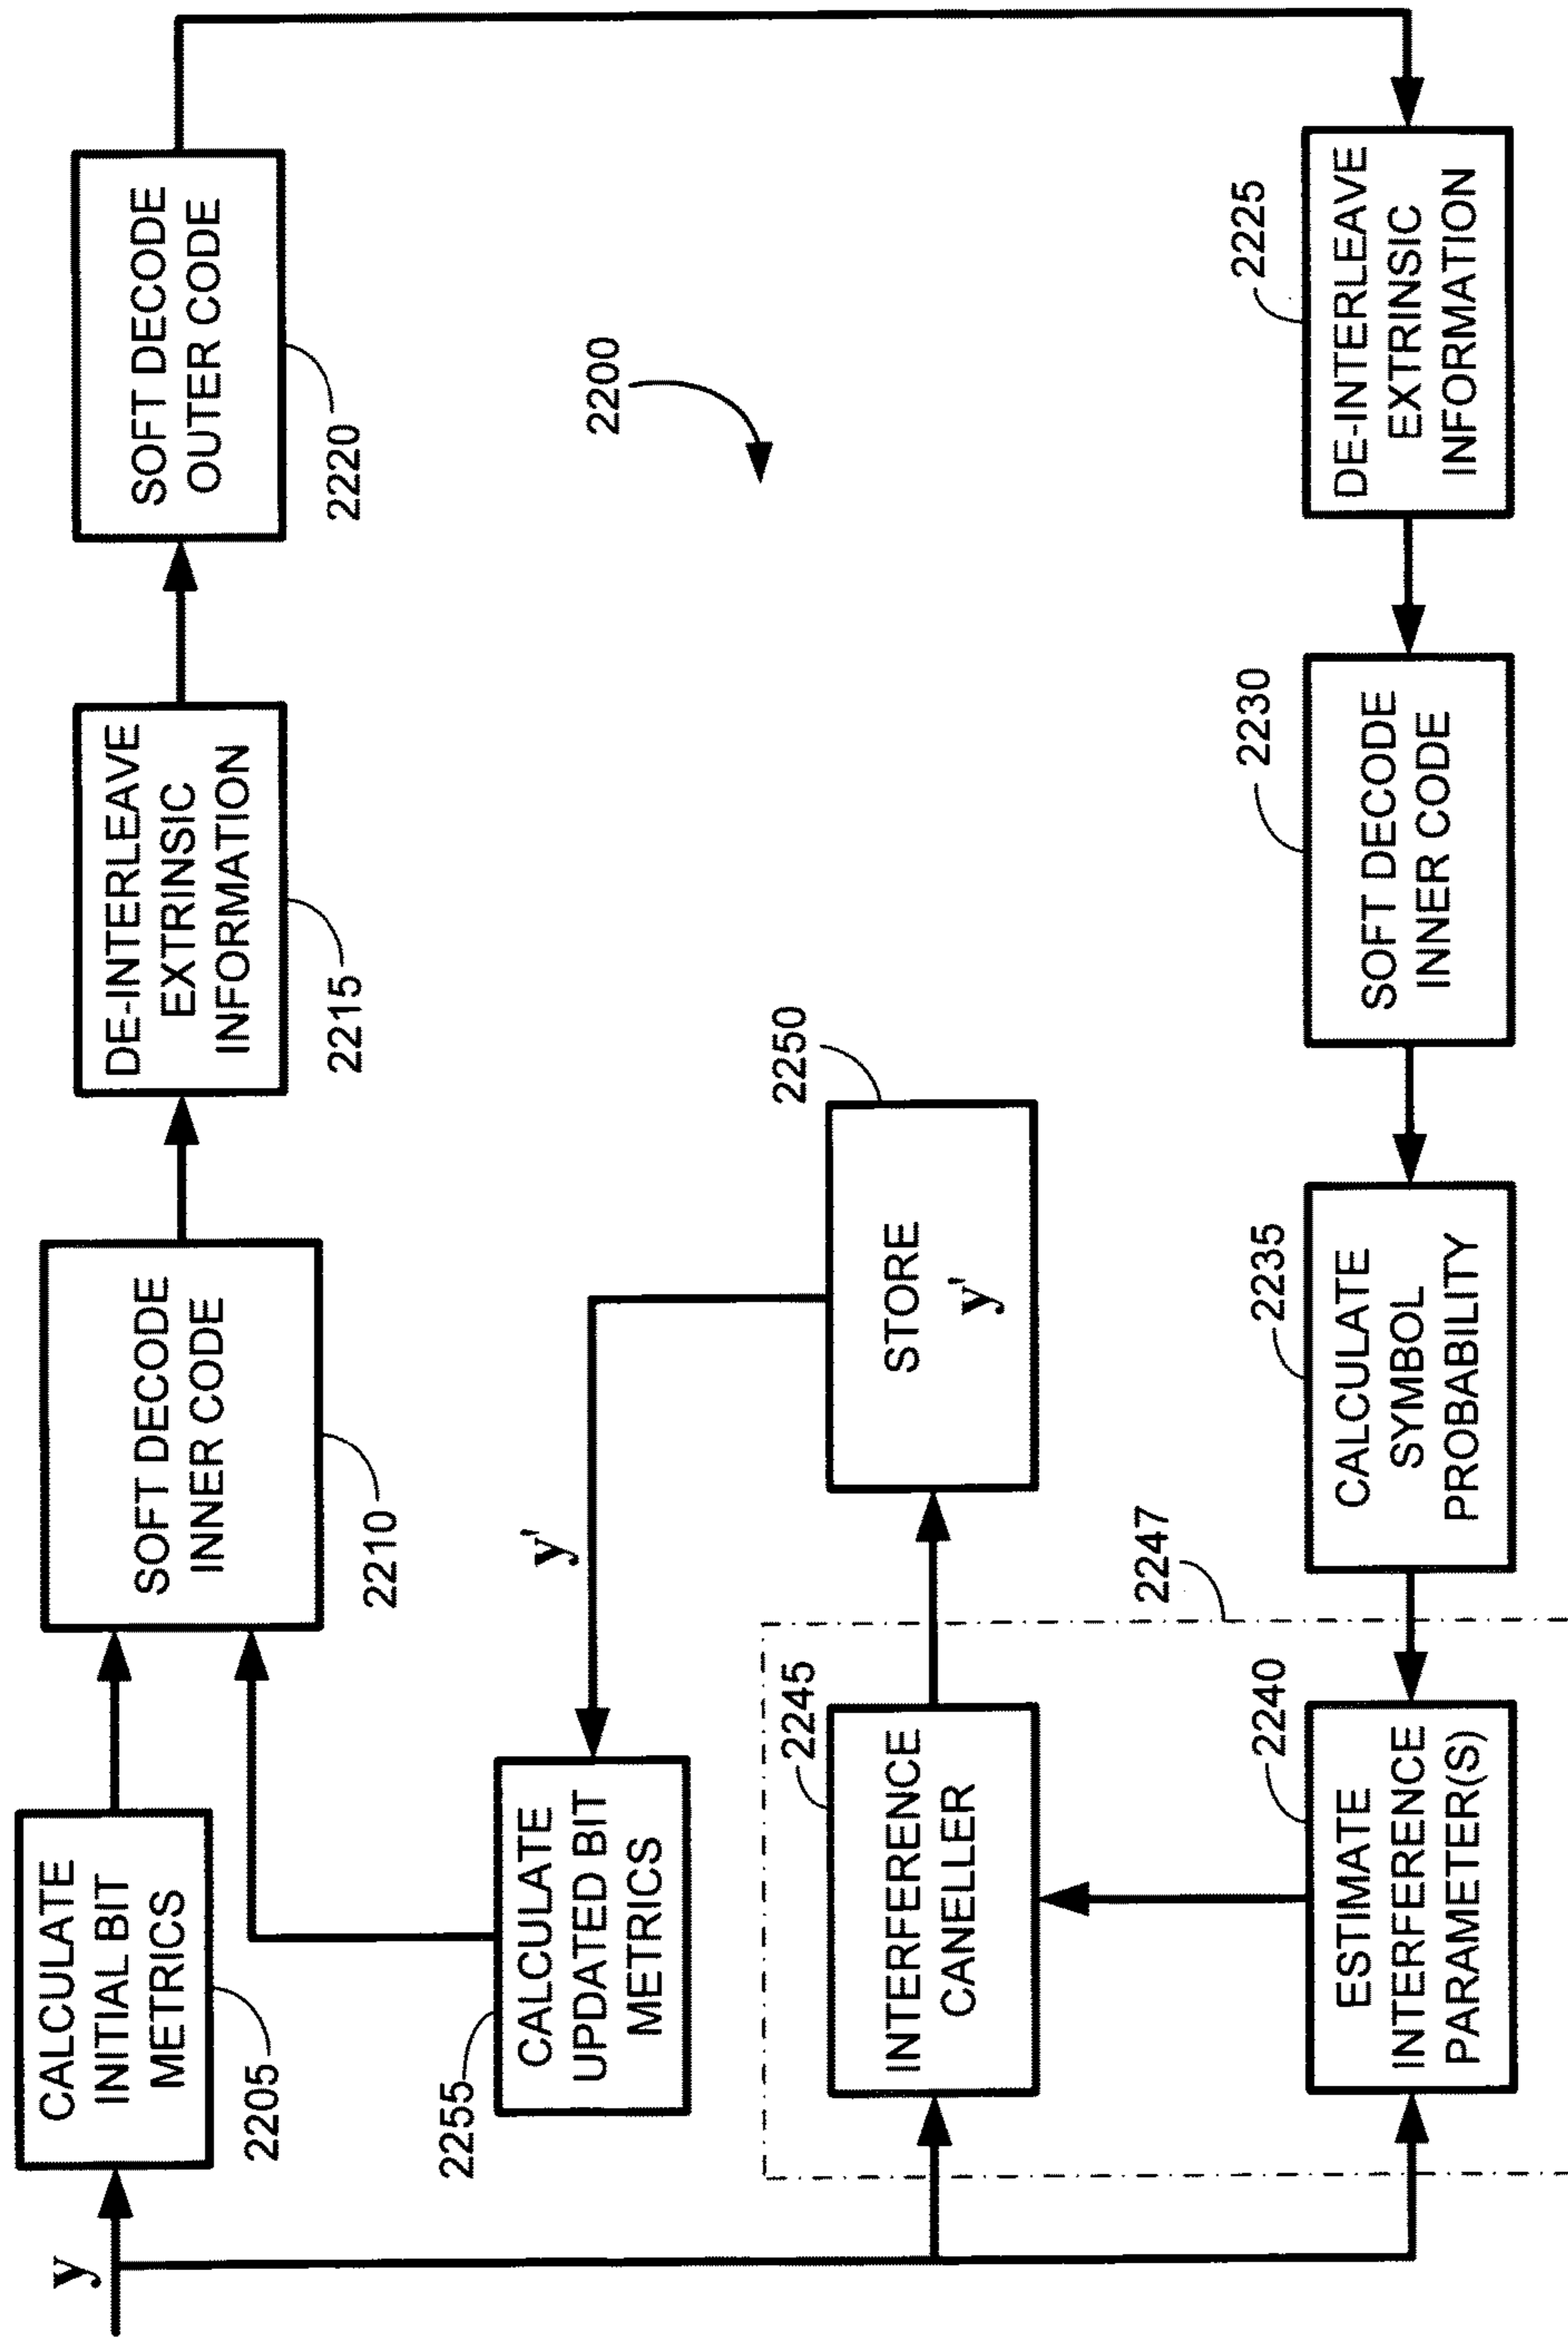 y
CALCULATE
INITIAL BIT
METRICS
2205
SOFT DECODE
INNER CODE
2210
DE-INTERLEAVE
EXTRINSIC
INFORMATION
2215
SOFT DECODE
OUTER CODE
2220
2200
CALCULATE
UPDATED BIT
METRICS
2255
y'
STORE
y'
2250
INTERFERENCE
CANELLER
2245
2247
ESTIMATE
INTERFERENCE
PARAMETER(S)
2240
CALCULATE
SYMBOL
PROBABILITY
2235
SOFT DECODE
INNER CODE
2230
DE-INTERLEAVE
EXTRINSIC
INFORMATION
2225